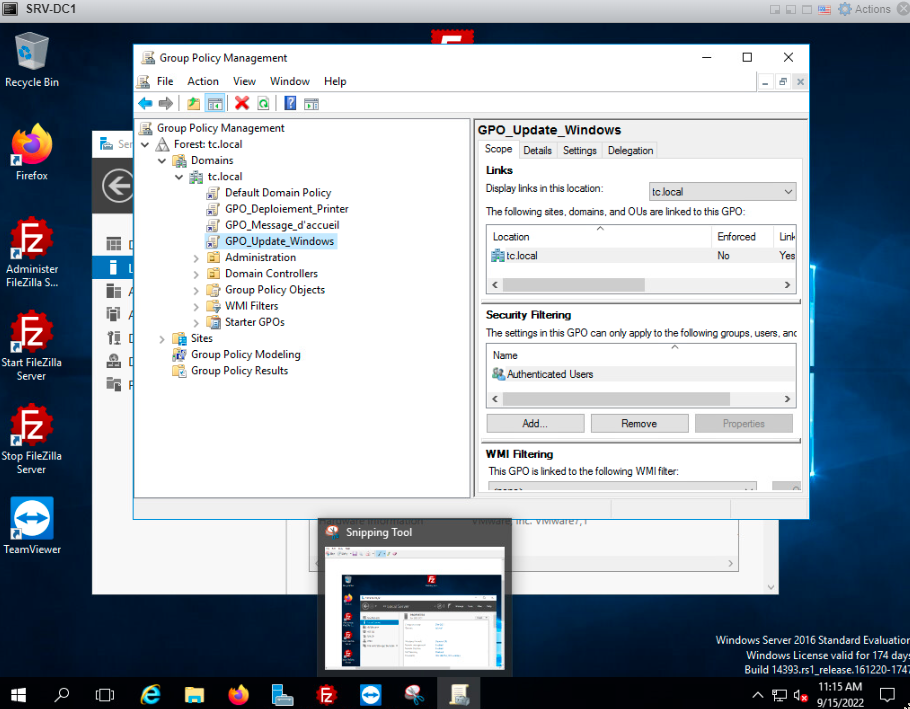 SRV-DC1
Actions
Recycle Bin
Firefox
Administer
FileZilla S...
Start FileZilla
Server
Stop FileZilla
Server
TeamViewer
Group Policy Management
File Action View Window Help
Group Policy Management
Forest: tc.local
Domains
tc.local
Default Domain Policy
GPO_Deploiement_Printer
GPO_Message_d'accueil
GPO_Update_Windows
Administration
Domain Controllers
Group Policy Objects
WMI Filters
Starter GPOs
Sites
Group Policy Modeling
Group Policy Results
GPO_Update_Windows
Scope Details Settings Delegation
Links
Display links in this location: tc.local
The following sites, domains, and OUs are linked to this GPO:
Location Enforced Link
tc.local No Yes
Security Filtering
The settings in this GPO can only apply to the following groups, users, and
Name
Authenticated Users
Add... Remove Properties
WMI Filtering
This GPO is linked to the following WMI filter:
Hardware information VMware, Inc. VMware7,1
Snipping Tool
Windows Server 2016 Standard Evaluation
Windows License valid for 174 days
Build 14393.rs1_release.161220-1747
11:15 AM
9/15/2022